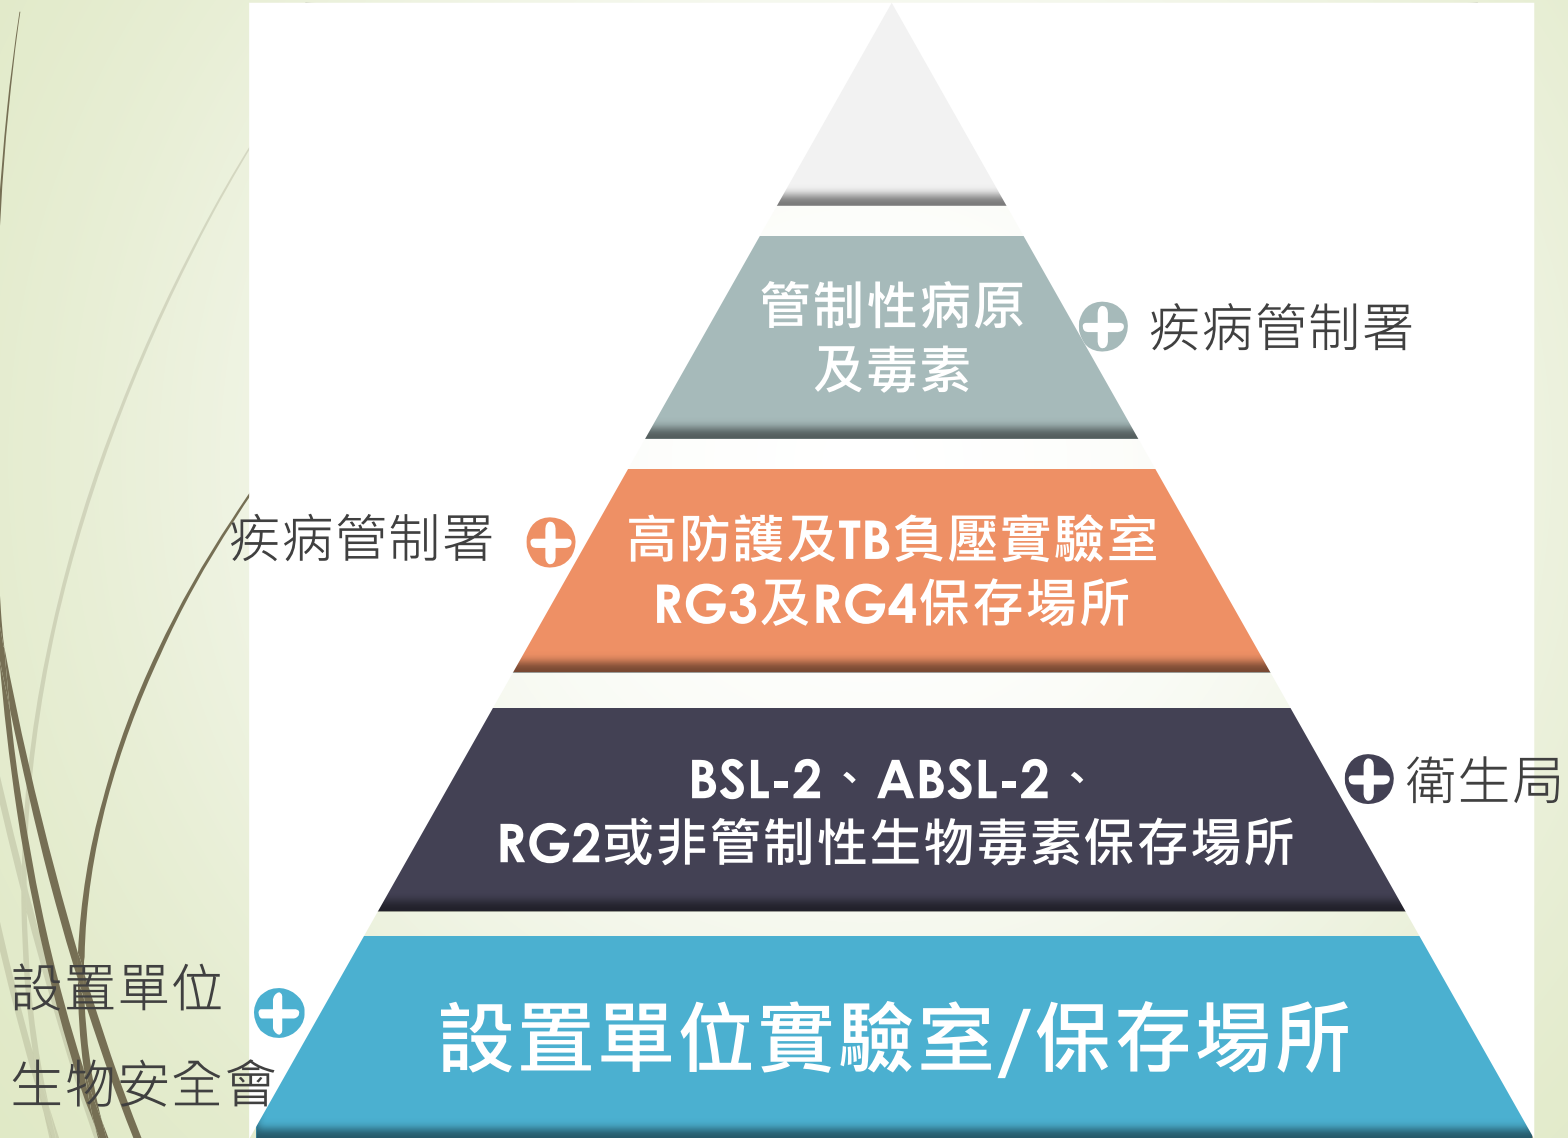 管制性病原
及毒素
疾病管制署
疾病管制署
高防護及TB負壓實驗室
RG3及RG4保存場所
BSL-2、ABSL-2、
RG2或非管制性生物毒素保存場所
衛生局
設置單位
生物安全會
設置單位實驗室/保存場所